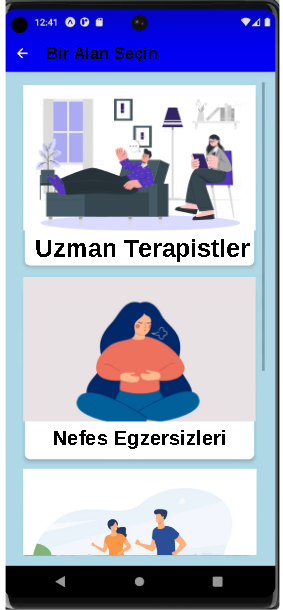 12:41
Bir Alan Seçin
Uzman Terapistler
Nefes Egzersizleri